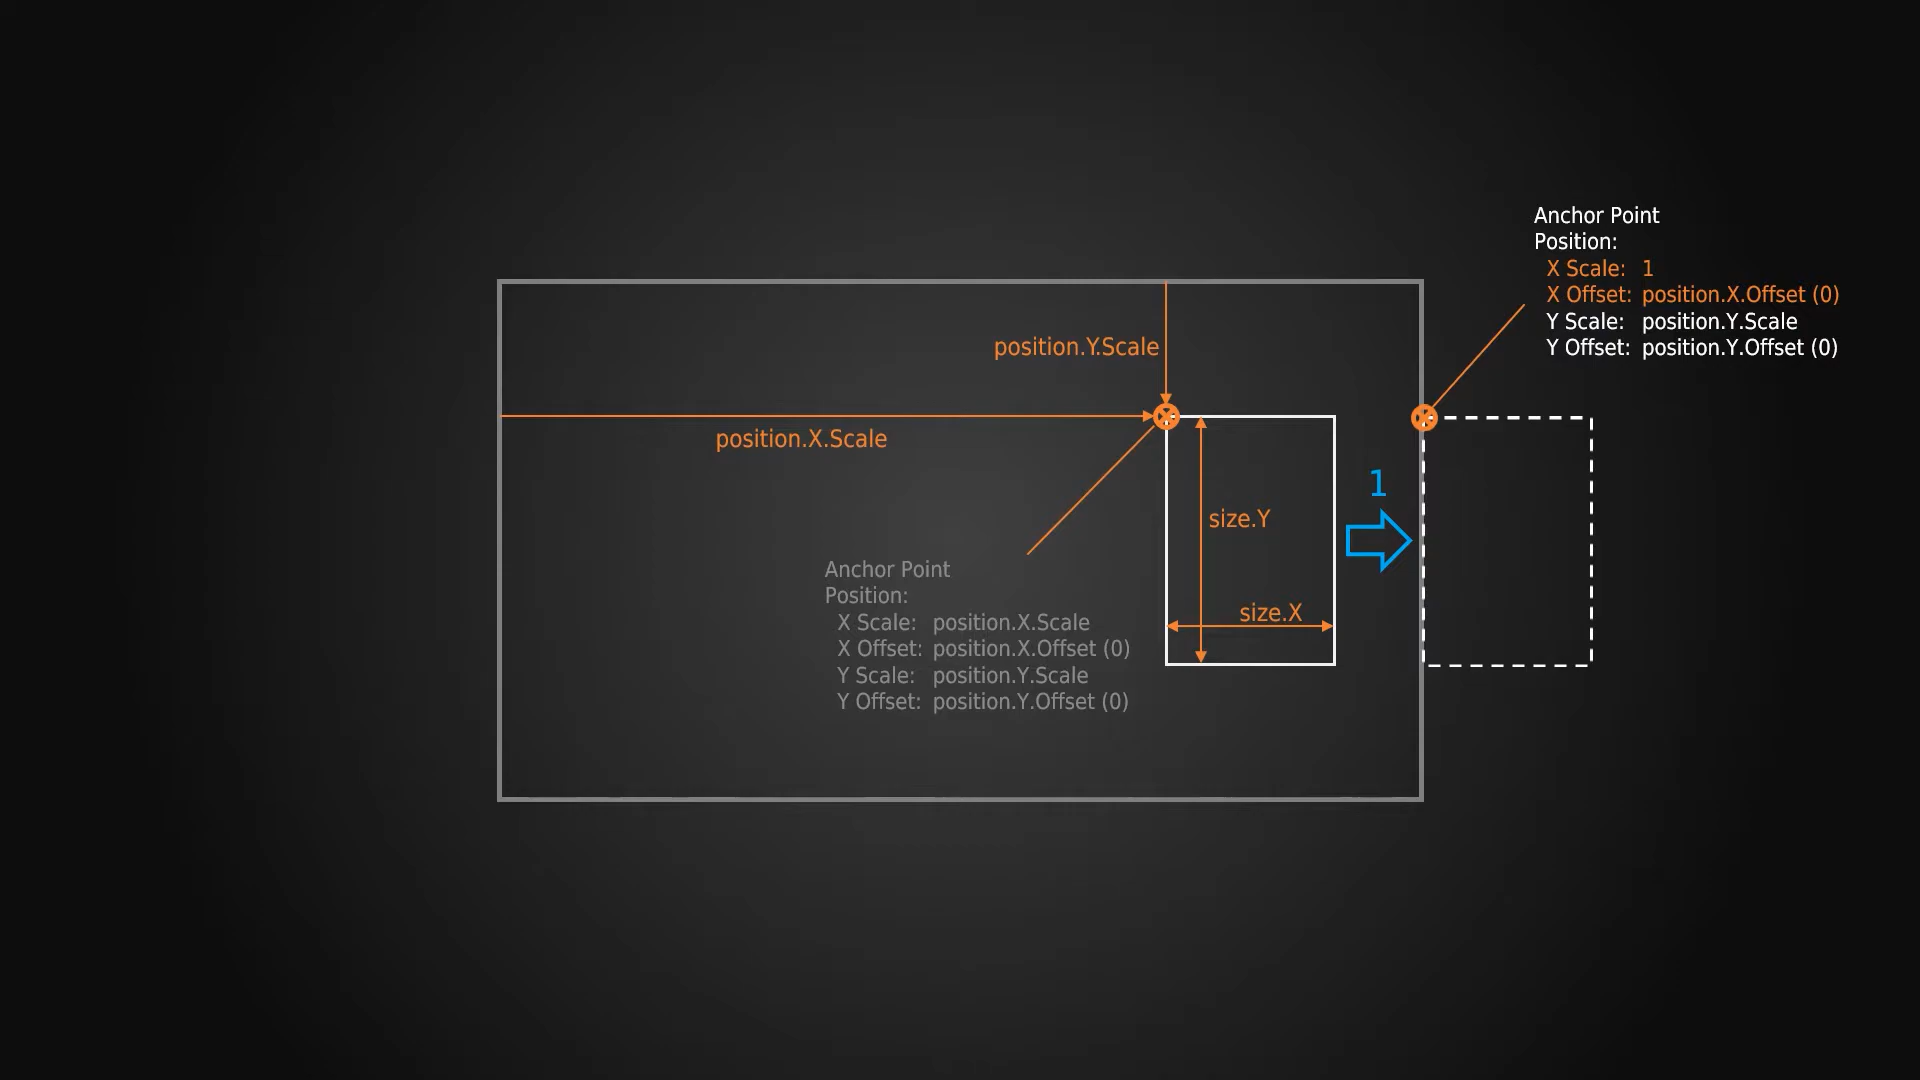 Anchor Point
Position:
X Scale: 1
X Offset: position.X.Offset (0)
Y Scale: position.Y.Scale
Y Offset: position.Y.Offset (0)
position.Y.Scale
position.X.Scale
1
size.Y
size.X
Anchor Point
Position:
X Scale: position.X.Scale
X Offset: position.X.Offset (0)
Y Scale: position.Y.Scale
Y Offset: position.Y.Offset (0)